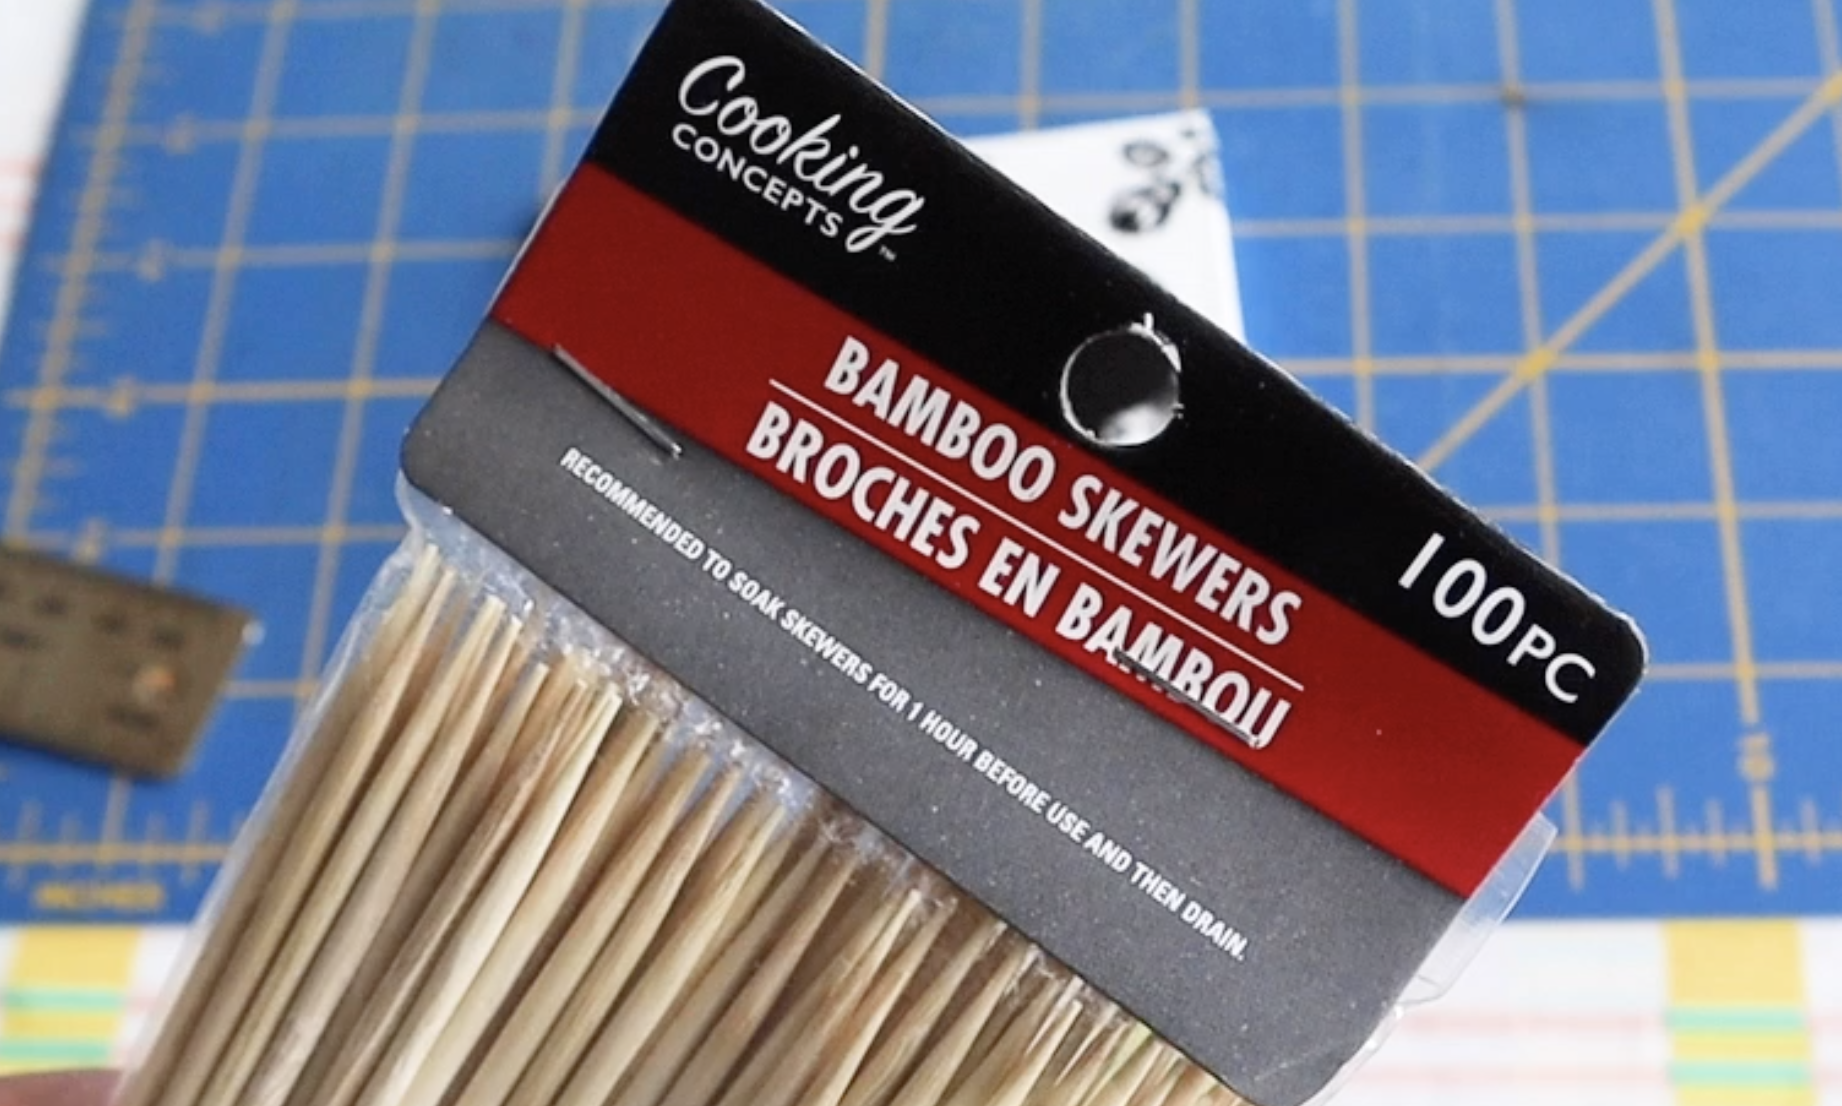 Cooking
CONCEPTS™
BAMBOO SKEWERS
BROCHES EN BAMBOU
100PC
RECOMMENDED TO SOAK SKEWERS FOR 1 HOUR BEFORE USE AND THEN DRAIN.